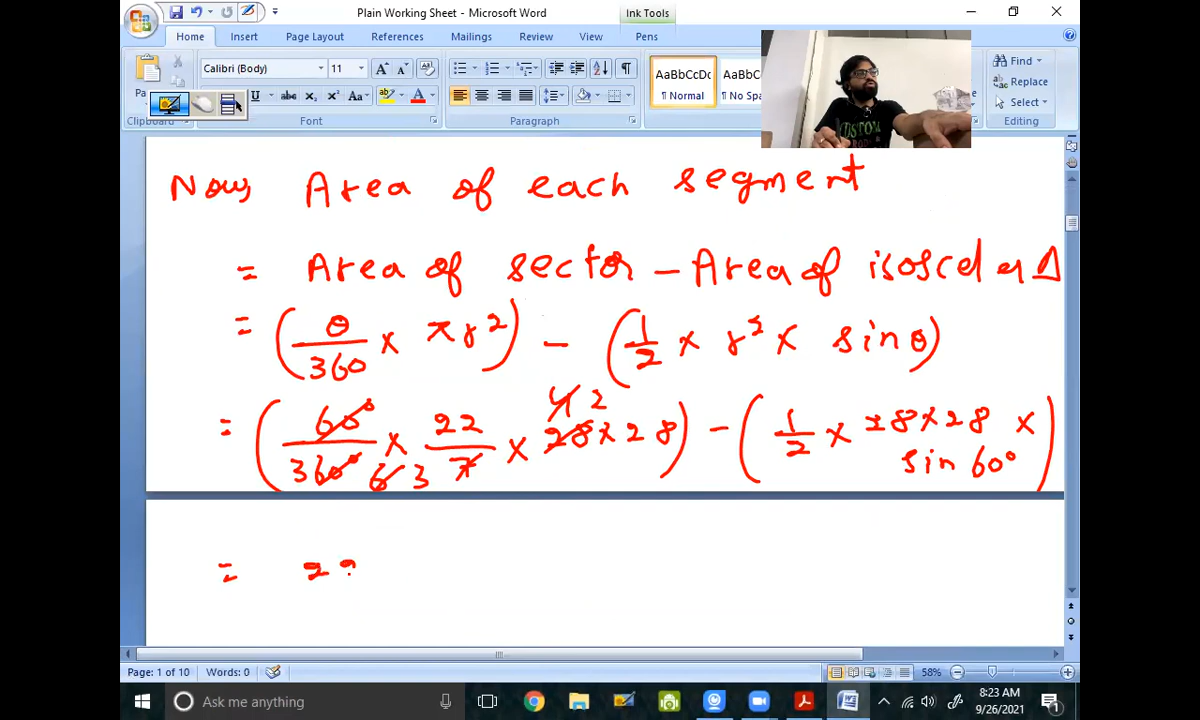 Plain Working Sheet - Microsoft Word
Ink Tools
Home Insert Page Layout References Mailings Review View Pens
Calibri (Body) 11
AaBbCcDc AaBb
¶ Normal ¶ No Spa
Find
Replace
Select
Pa
Clipboard Font Paragraph Editing
CUSTOM
Now, Area of each segment
= Area of sector - Area of isosceles Δ
= (θ/360 × πr²) - (1/2 × r² × sin θ)
= (60°/360° 6 3 × 22/7 × 28 4 2 × 28) - (1/2 × 28 × 28 × sin 60°)
= 22
Page: 1 of 10 Words: 0 58%
Ask me anything
8:23 AM
9/26/2021